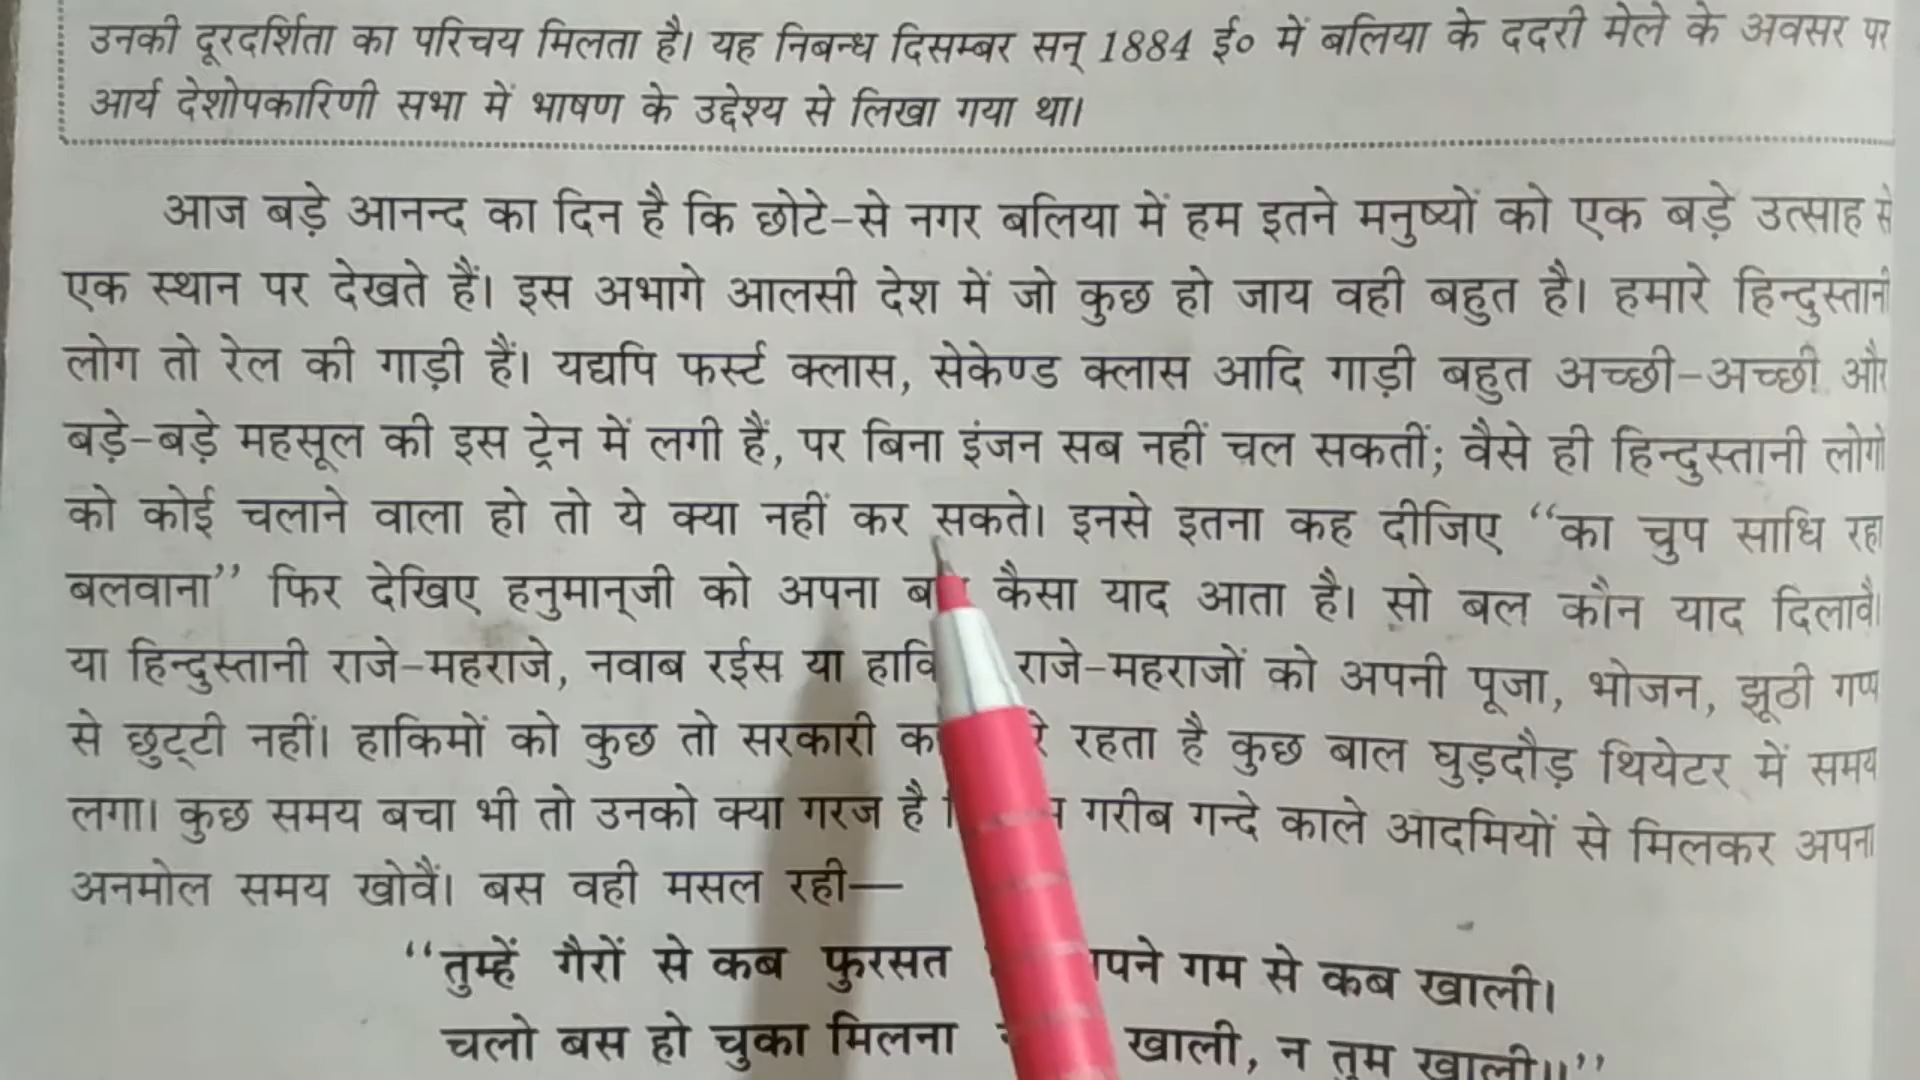 उनकी दूरदर्शिता का परिचय मिलता है। यह निबन्ध दिसम्बर सन् 1884 ई० में बलिया के ददरी मेले के अवसर पर
आर्य देशोपकारिणी सभा में भाषण के उद्देश्य से लिखा गया था।
आज बड़े आनन्द का दिन है कि छोटे-से नगर बलिया में हम इतने मनुष्यों को एक बड़े उत्साह से
एक स्थान पर देखते हैं। इस अभागे आलसी देश में जो कुछ हो जाय वही बहुत है। हमारे हिन्दुस्तानी
लोग तो रेल की गाड़ी हैं। यद्यपि फर्स्ट क्लास, सेकेण्ड क्लास आदि गाड़ी बहुत अच्छी-अच्छी और
बड़े-बड़े महसूल की इस ट्रेन में लगी हैं, पर बिना इंजन सब नहीं चल सकतीं; वैसे ही हिन्दुस्तानी लोगों
को कोई चलाने वाला हो तो ये क्या नहीं कर सकते। इनसे इतना कह दीजिए “का चुप साधि रहा
बलवाना” फिर देखिए हनुमान्‌जी को अपना कैसा याद आता है। सो बल कौन याद दिलावै।
या हिन्दुस्तानी राजे-महराजे, नवाब रईस या राजे-महराजों को अपनी पूजा, भोजन, झूठी गप
से छुट्टी नहीं। हाकिमों को कुछ तो सरकारी रहता है कुछ बाल घुड़दौड़ थियेटर में समय
लगा। कुछ समय बचा भी तो उनको क्या गरज है गरीब गन्दे काले आदमियों से मिलकर अपना
अनमोल समय खोवैं। बस वही मसल रही—
“तुम्हें गैरों से कब फुरसत गम से कब खाली।
चलो बस हो चुका मिलना खाली, न तुम खाली॥”